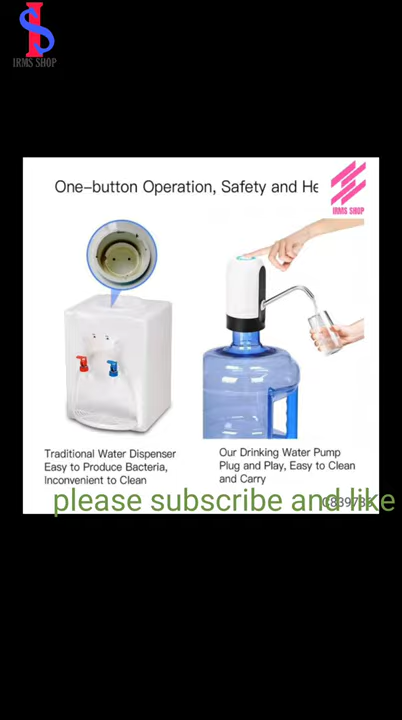 IRMS SHOP
One-button Operation, Safety and He
IRMS SHOP
Traditional Water Dispenser
Easy to Produce Bacteria,
Inconvenient to Clean
Our Drinking Water Pump
Plug and Play, Easy to Clean
and Carry
please subscribe and like